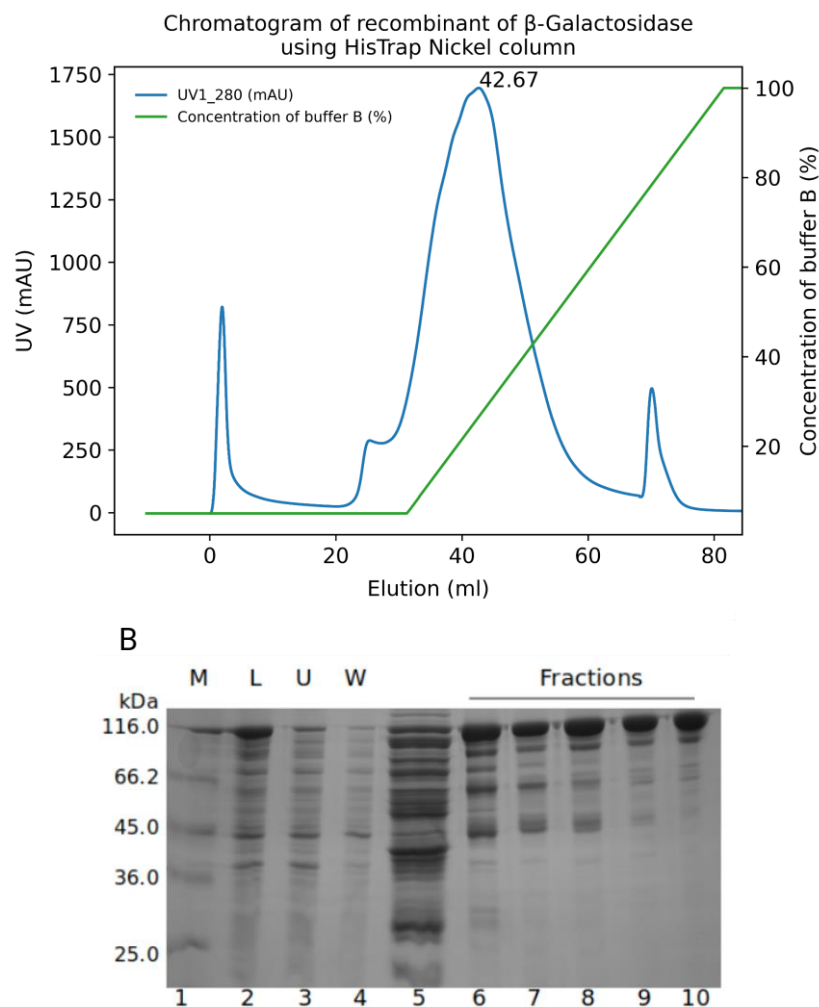 Chromatogram of recombinant of β-Galactosidase
using HisTrap Nickel column
42.67
UV1_280 (mAU)
Concentration of buffer B (%)
1750
1500
1250
1000
750
500
250
0
UV (mAU)
100
80
60
40
20
Concentration of buffer B (%)
0 20 40 60 80
Elution (ml)
B
M L U W Fractions
kDa
116.0
66.2
45.0
36.0
25.0
1 2 3 4 5 6 7 8 9 10